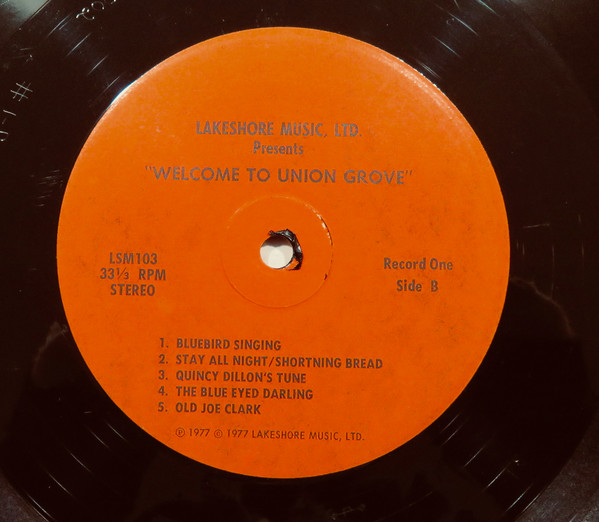 LAKESHORE MUSIC, LTD.
Presents
"WELCOME TO UNION GROVE"
LSM103
33⅓ RPM
STEREO
Record One
Side B
1. BLUEBIRD SINGING
2. STAY ALL NIGHT/SHORTNING BREAD
3. QUINCY DILLON'S TUNE
4. THE BLUE EYED DARLING
5. OLD JOE CLARK
℗ 1977 © 1977 LAKESHORE MUSIC, LTD.